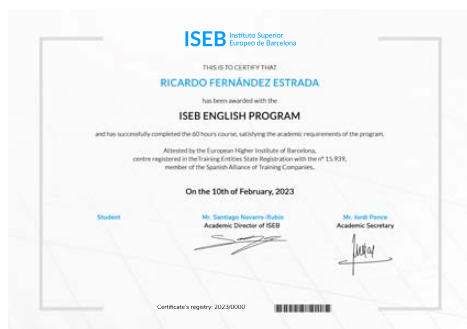 ISEB Instituto Superior
Europeo de Barcelona
THIS IS TO CERTIFY THAT
RICARDO FERNÁNDEZ ESTRADA
has been awarded with the
ISEB ENGLISH PROGRAM
and has successfully completed the 60 hours course, satisfying the academic requirements of the program.
Attested by the European Higher Institute of Barcelona,
centre registered in theTraining Entities State Registration with the nº 15.939,
member of the Spanish Alliance of Training Companies.
On the 10th of February, 2023
Student
Mr. Santiago Navarro-Rubio
Academic Director of ISEB
Mr. Jordi Ponce
Academic Secretary
Certificate's registry: 2023/0000